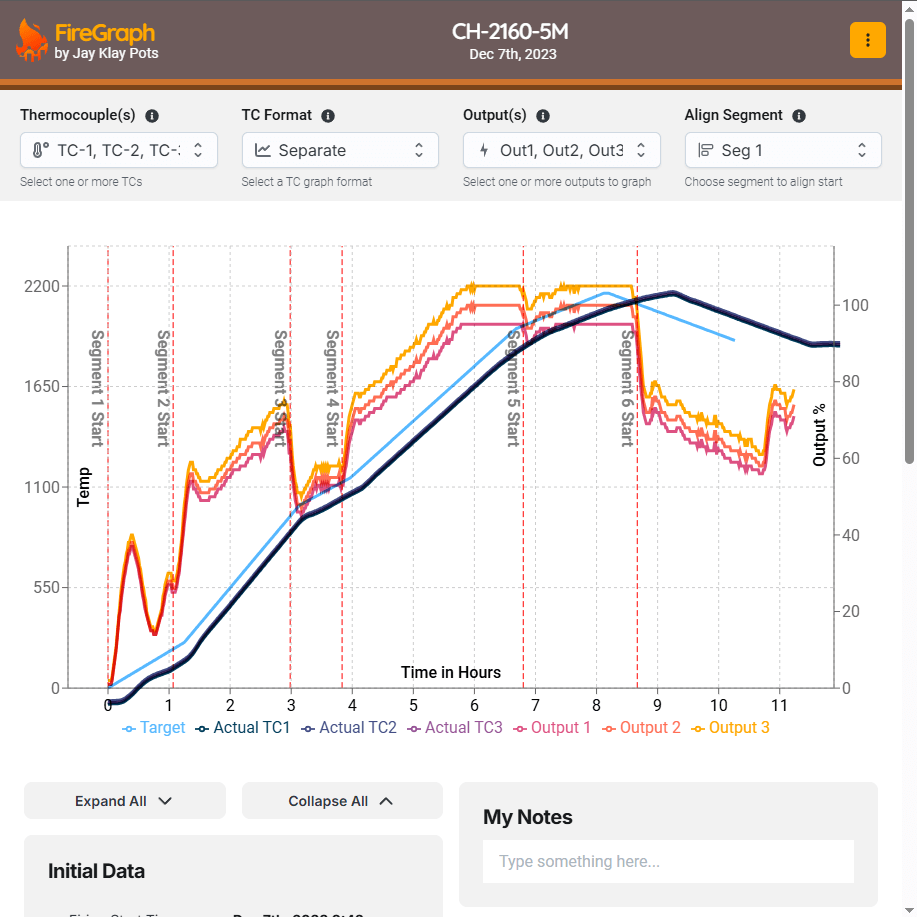 FireGraph
by Jay Klay Pots
CH-2160-5M
Dec 7th, 2023
Thermocouple(s)
TC Format
Output(s)
Align Segment
TC-1, TC-2, TC-
Separate
Out1, Out2, Out3
Seg 1
Select one or more TCs
Select a TC graph format
Select one or more outputs to graph
Choose segment to align start
2200
1650
1100
550
0
Temp
Segment 1 Start
Segment 2 Start
Segment 3 Start
Segment 4 Start
Segment 5 Start
Segment 6 Start
100
80
60
40
20
0
Output %
Time in Hours
0 1 2 3 4 5 6 7 8 9 10 11
Target Actual TC1 Actual TC2 Actual TC3 Output 1 Output 2 Output 3
Expand All
Collapse All
My Notes
Type something here...
Initial Data